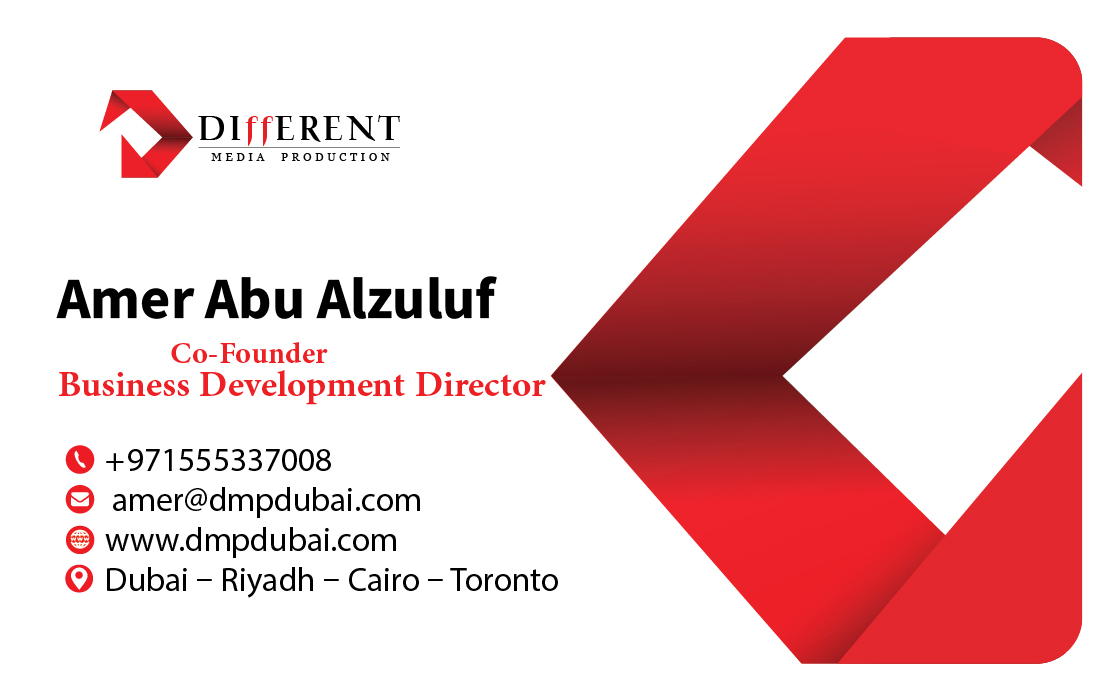 DIffERENT
MEDIA PRODUCTION
Amer Abu Alzuluf
Co-Founder
Business Development Director
+971555337008
amer@dmpdubai.com
www.dmpdubai.com
Dubai – Riyadh – Cairo – Toronto